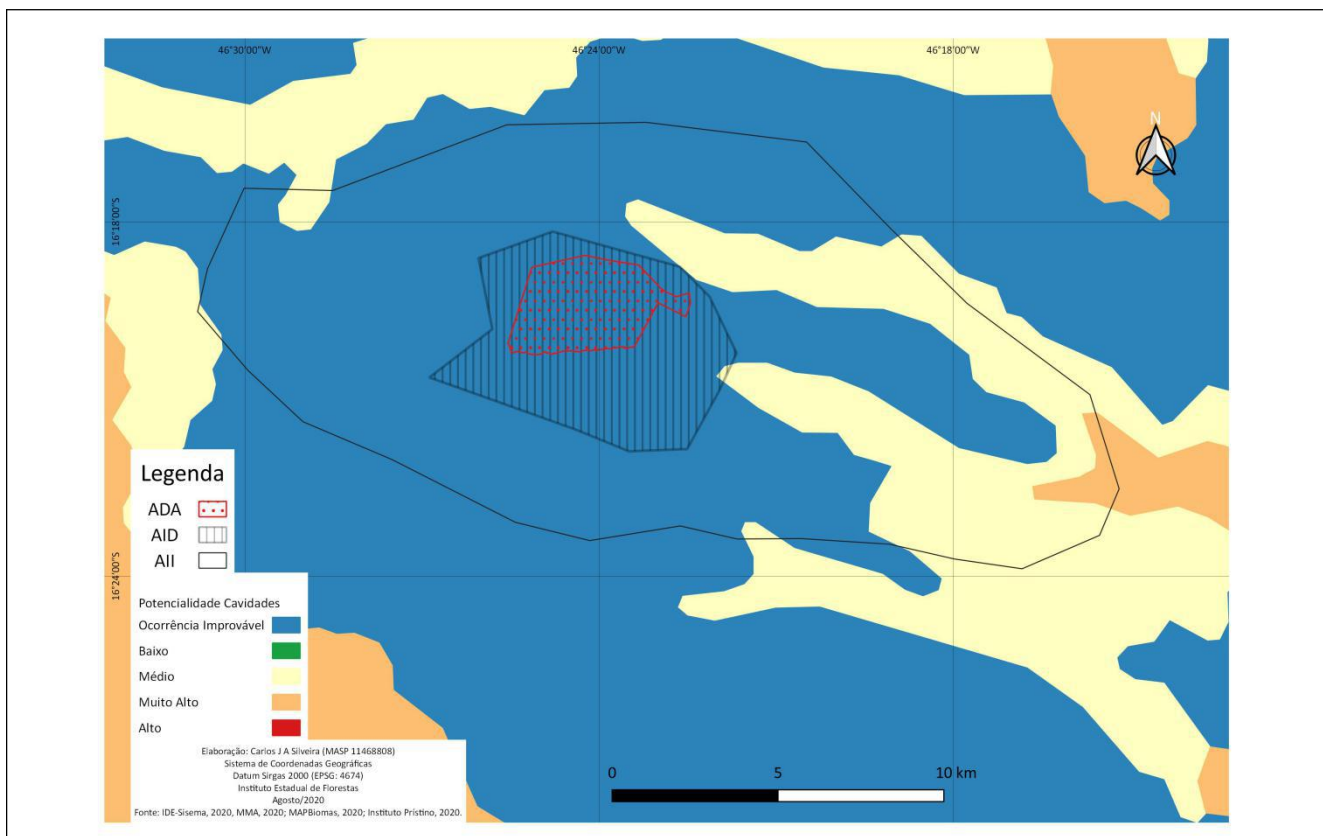 46°30'00"W 46°24'00"W 46°18'00"W
N
16°18'00"S
16°24'00"S
Legenda
ADA
AID
AII
Potencialidade Cavidades
Ocorrência Improvável
Baixo
Médio
Muito Alto
Alto
Elaboração: Carlos J A Silveira (MASP 11468808)
Sistema de Coordenadas Geográficas
Datum Sirgas 2000 (EPSG: 4674)
Instituto Estadual de Florestas
Agosto/2020
Fonte: IDE-Sisema, 2020, MMA, 2020; MAPBiomas, 2020; Instituto Prístino, 2020.
0 5 10 km